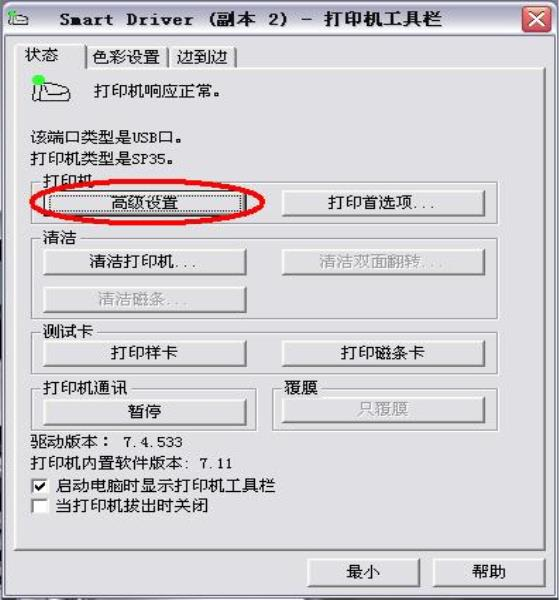 Smart Driver (副本 2) - 打印机工具栏
状态 色彩设置 边到边
打印机响应正常。
该端口类型是USB口。
打印机类型是SP35。
打印机
高级设置 打印首选项...
清洁
清洁打印机... 清洁双面翻转...
清洁磁条...
测试卡
打印样卡 打印磁条卡
打印机通讯 覆膜
暂停 只覆膜
驱动版本: 7.4.533
打印机内置软件版本: 7.11
启动电脑时显示打印机工具栏
当打印机拔出时关闭
最小 帮助